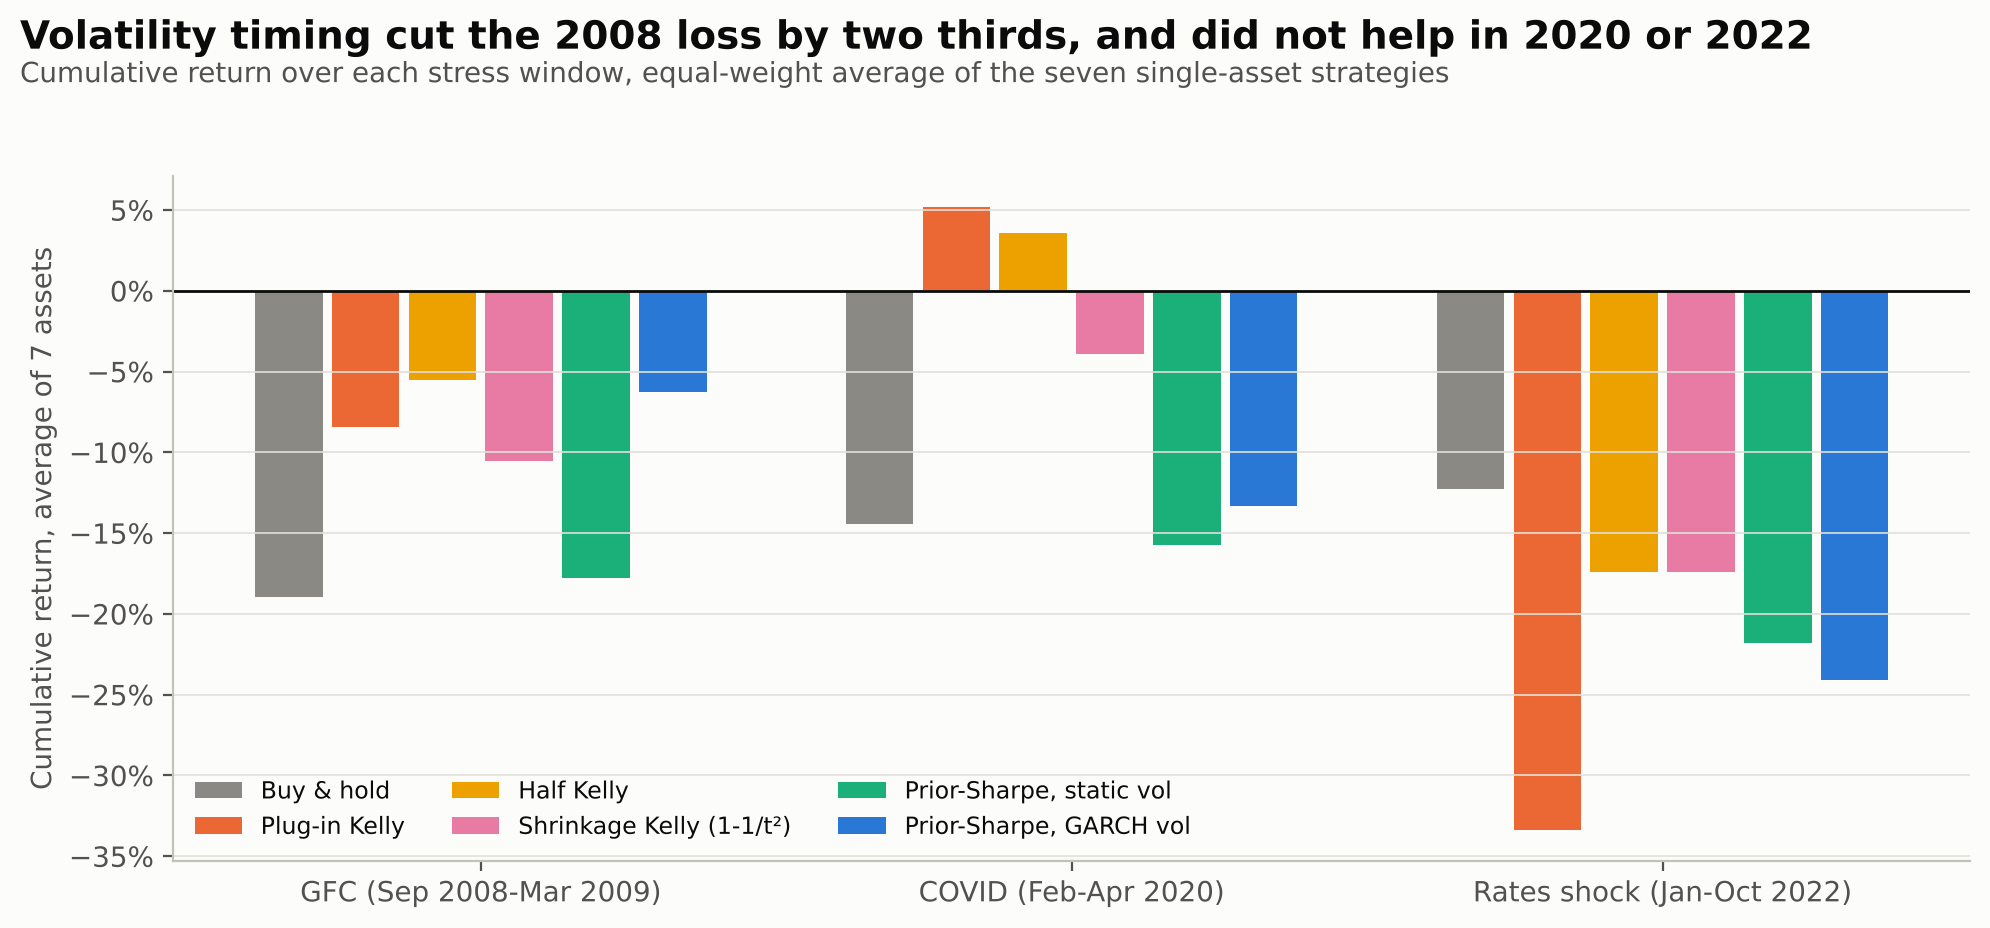 Volatility timing cut the 2008 loss by two thirds, and did not help in 2020 or 2022
Cumulative return over each stress window, equal-weight average of the seven single-asset strategies
Cumulative return, average of 7 assets
5%
0%
−5%
−10%
−15%
−20%
−25%
−30%
−35%
Buy & hold
Plug-in Kelly
Half Kelly
Shrinkage Kelly (1-1/t²)
Prior-Sharpe, static vol
Prior-Sharpe, GARCH vol
GFC (Sep 2008-Mar 2009)
COVID (Feb-Apr 2020)
Rates shock (Jan-Oct 2022)